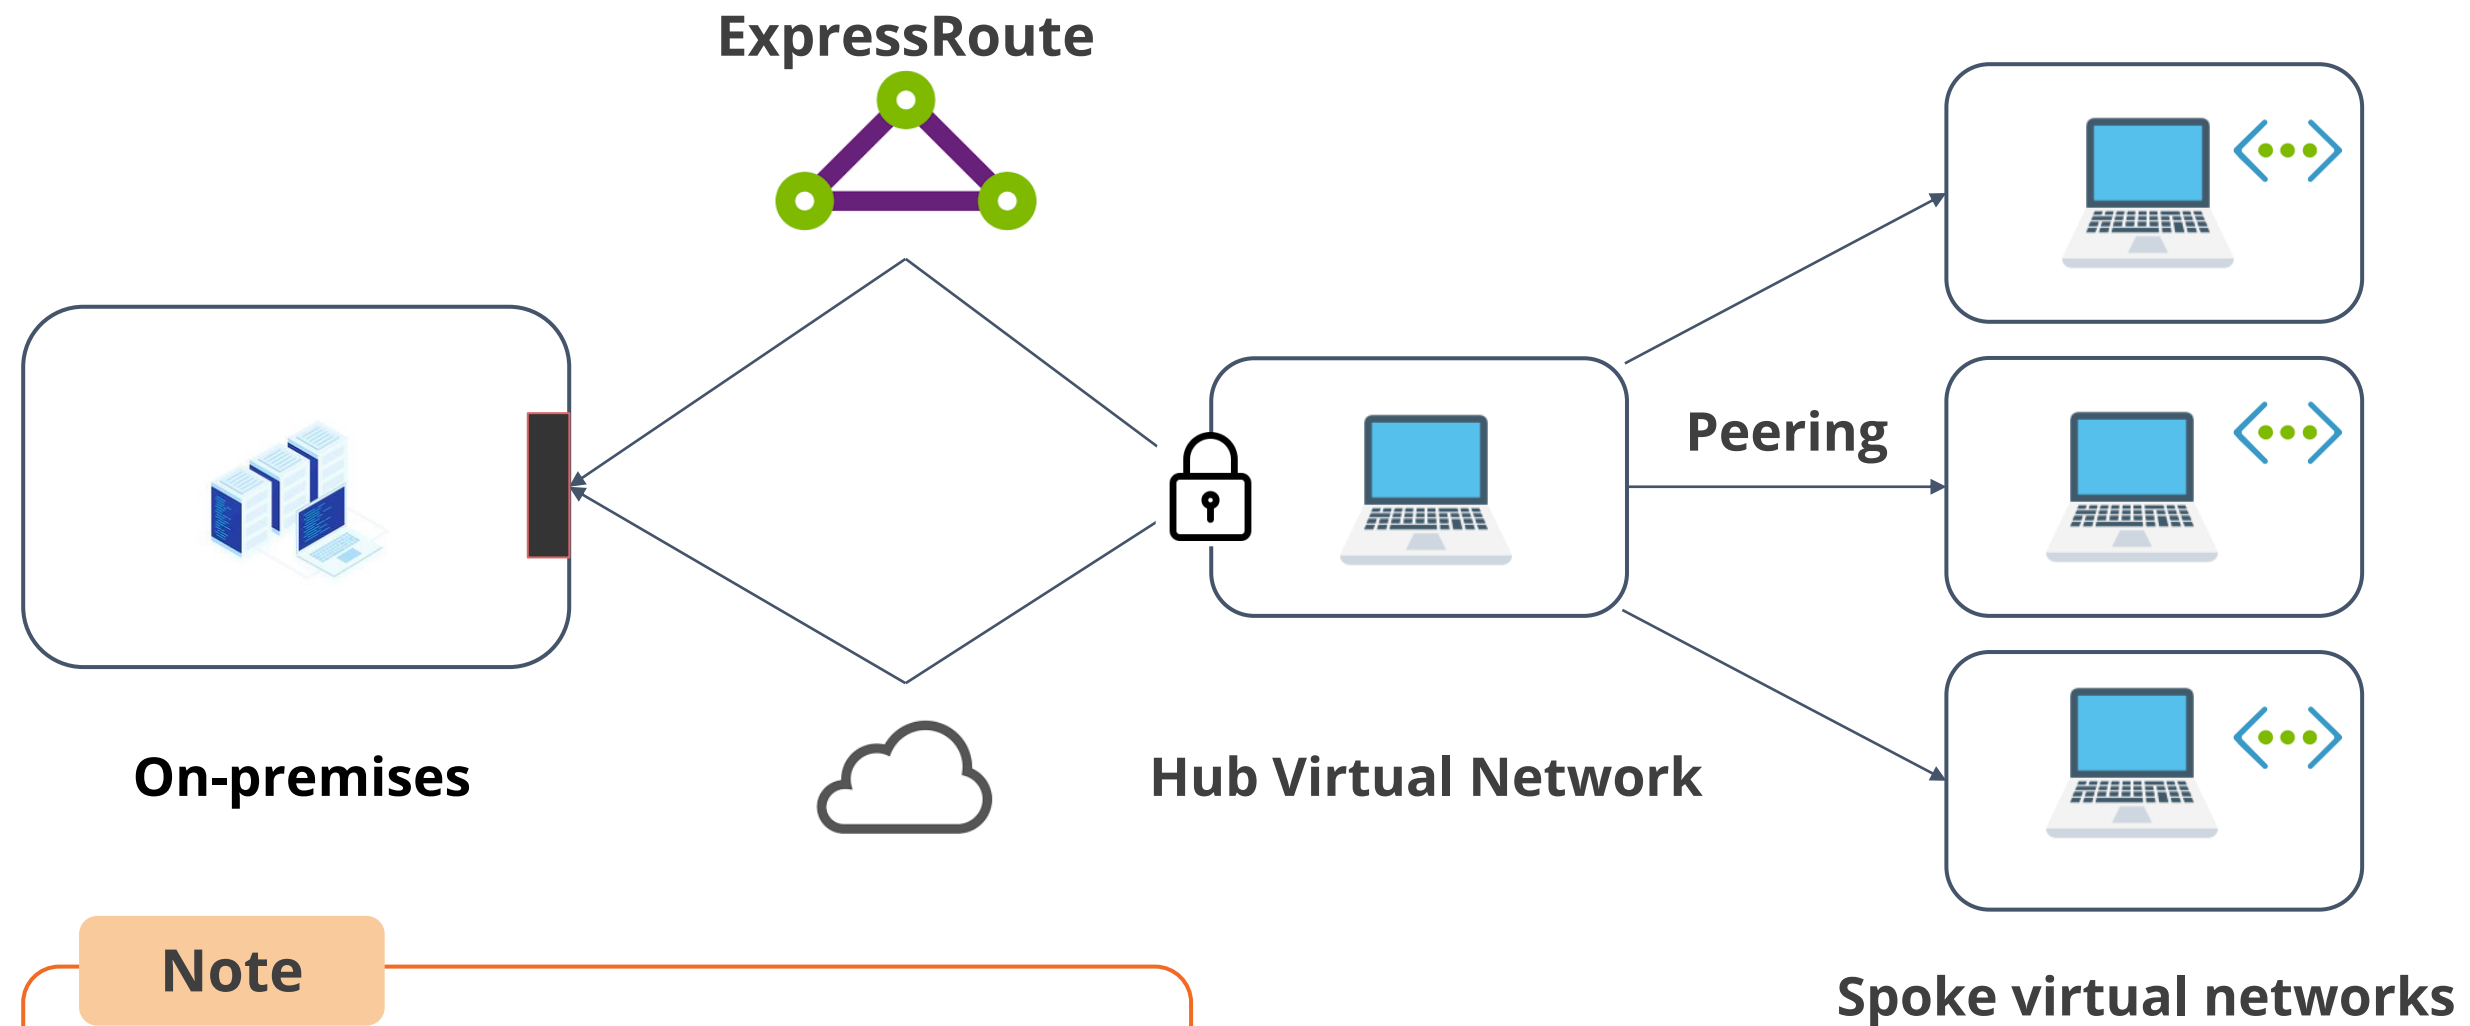 ExpressRoute
Peering
On-premises
Hub Virtual Network
Note
Spoke virtual networks